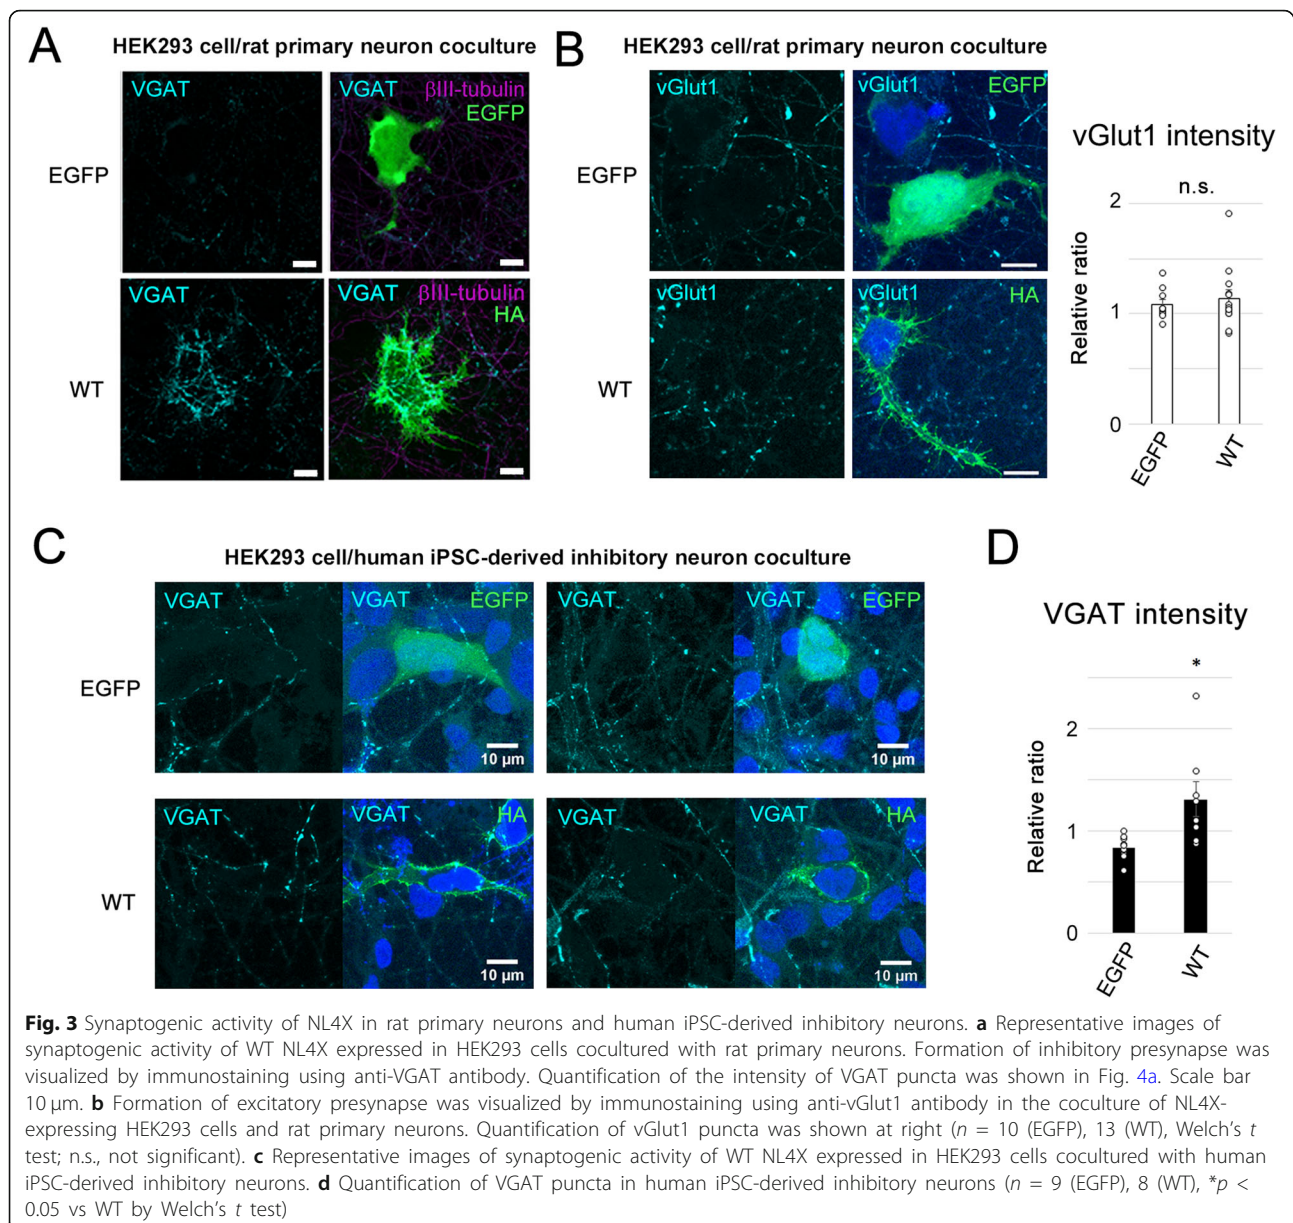 A
HEK293 cell/rat primary neuron coculture
VGAT
VGAT
βIII-tubulin
EGFP
EGFP
VGAT
VGAT
βIII-tubulin
HA
WT
B
HEK293 cell/rat primary neuron coculture
vGlut1
vGlut1
EGFP
EGFP
vGlut1
vGlut1
HA
WT
vGlut1 intensity
n.s.
2
1
0
Relative ratio
EGFP
WT
C
HEK293 cell/human iPSC-derived inhibitory neuron coculture
VGAT
VGAT
EGFP
VGAT
VGAT
EGFP
EGFP
10 µm
10 µm
VGAT
VGAT
HA
VGAT
VGAT
HA
WT
10 µm
10 µm
D
VGAT intensity
*
2
1
0
Relative ratio
EGFP
WT
Fig. 3 Synaptogenic activity of NL4X in rat primary neurons and human iPSC-derived inhibitory neurons. a Representative images of
synaptogenic activity of WT NL4X expressed in HEK293 cells cocultured with rat primary neurons. Formation of inhibitory presynapse was
visualized by immunostaining using anti-VGAT antibody. Quantification of the intensity of VGAT puncta was shown in Fig. 4a. Scale bar
10 µm. b Formation of excitatory presynapse was visualized by immunostaining using anti-vGlut1 antibody in the coculture of NL4X-
expressing HEK293 cells and rat primary neurons. Quantification of vGlut1 puncta was shown at right (n = 10 (EGFP), 13 (WT), Welch's t
test; n.s., not significant). c Representative images of synaptogenic activity of WT NL4X expressed in HEK293 cells cocultured with human
iPSC-derived inhibitory neurons. d Quantification of VGAT puncta in human iPSC-derived inhibitory neurons (n = 9 (EGFP), 8 (WT), *p <
0.05 vs WT by Welch's t test)